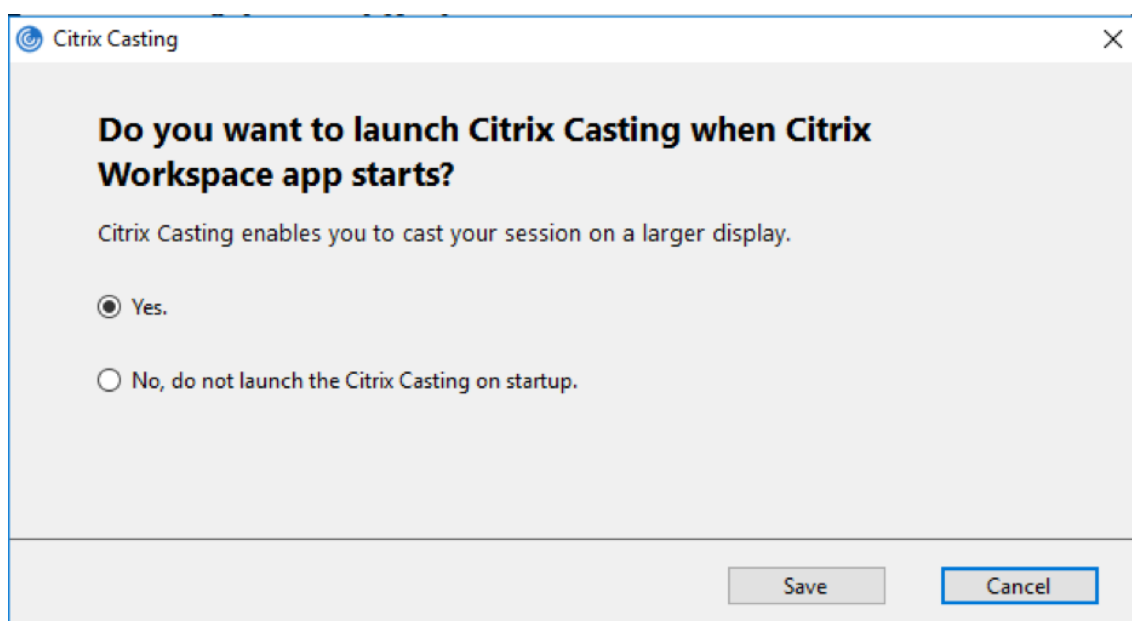 Citrix Casting
Do you want to launch Citrix Casting when Citrix
Workspace app starts?
Citrix Casting enables you to cast your session on a larger display.
Yes.
No, do not launch the Citrix Casting on startup.
Save
Cancel